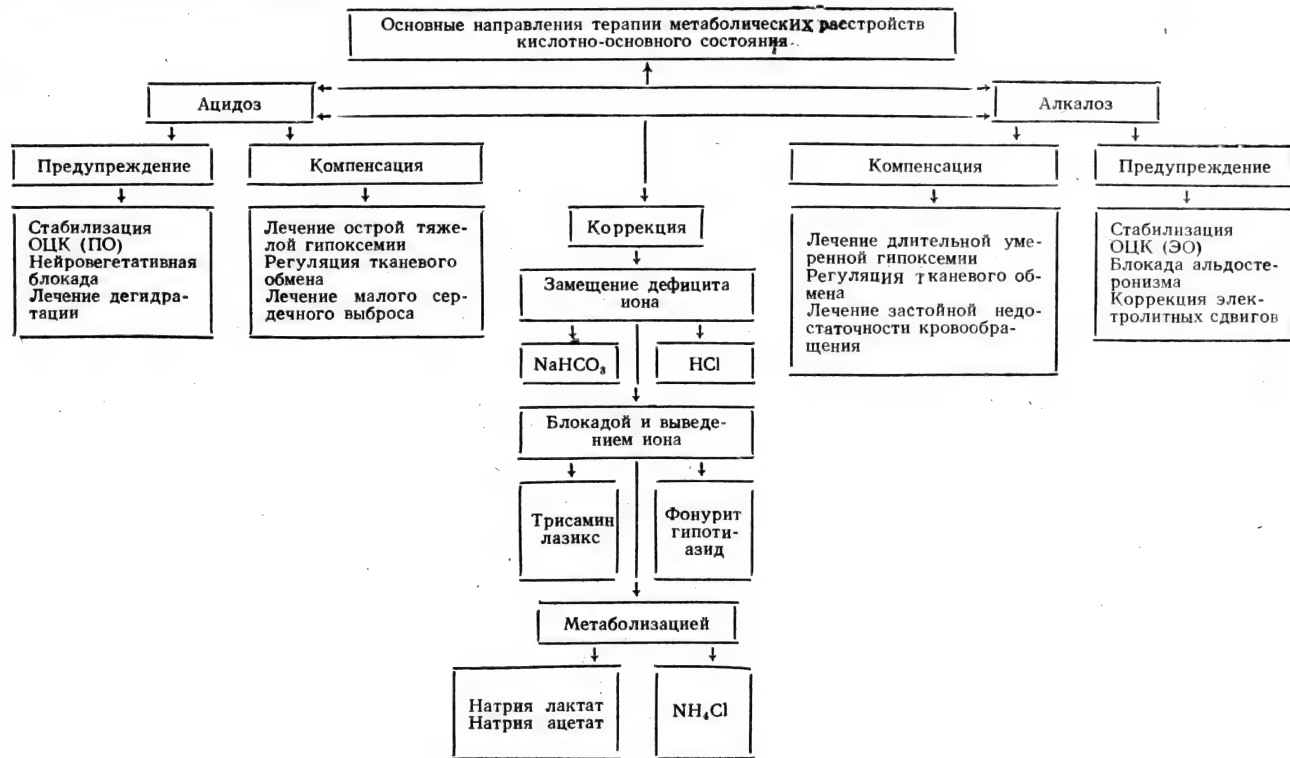 Основные направления терапии метаболических расстройств
кислотно-основного состояния
Ацидоз
Алкалоз
Предупреждение
Компенсация
Компенсация
Предупреждение
Стабилизация
ОЦК (ПО)
Нейровегетативная
блокада
Лечение дегидра-
тации
Лечение острой тяже-
лой гипоксемии
Регуляция тканевого
обмена
Лечение малого сер-
дечного выброса
Коррекция
Замещение дефицита
иона
NaHCO₃
HCl
Блокадой и выведе-
нием иона
Трисамин
лазикс
Фонурит
гипоти-
азид
Метаболизацией
Натрия лактат
Натрия ацетат
NH₄Cl
Лечение длительной уме-
ренной гипоксемии
Регуляция тканевого об-
мена
Лечение застойной недо-
статочности кровообра-
щения
Стабилизация
ОЦК (ЭО)
Блокада альдосте-
ронизма
Коррекция элек-
тролитных сдвигов